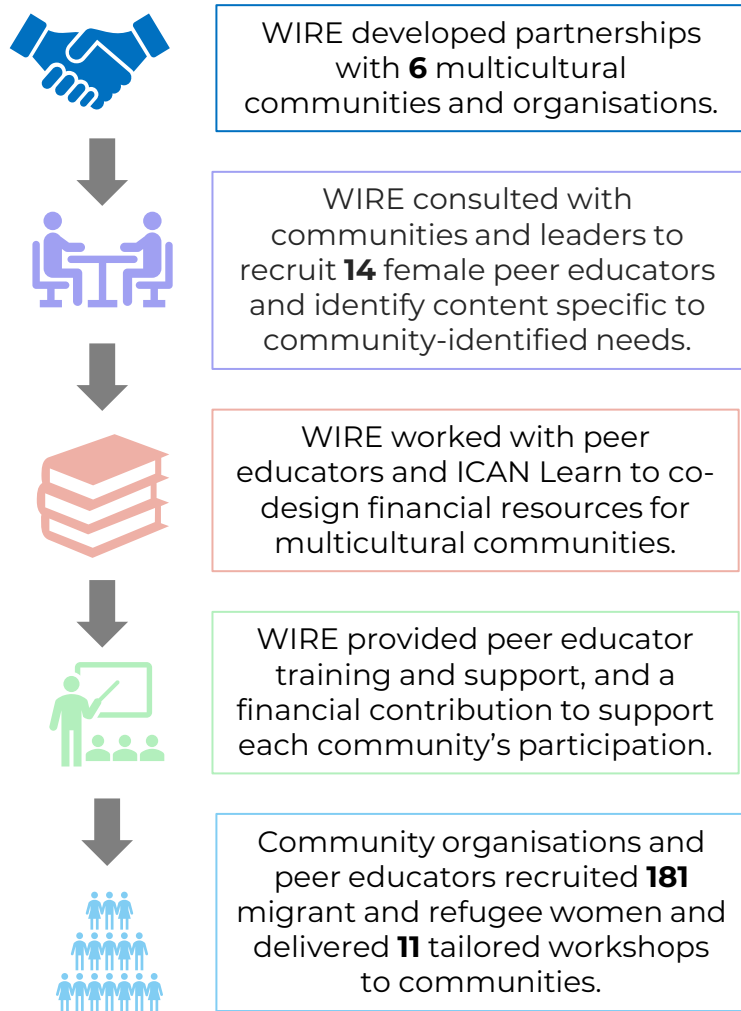 WIRE developed partnerships
with 6 multicultural
communities and organisations.
WIRE consulted with
communities and leaders to
recruit 14 female peer educators
and identify content specific to
community-identified needs.
WIRE worked with peer
educators and ICAN Learn to co-
design financial resources for
multicultural communities.
WIRE provided peer educator
training and support, and a
financial contribution to support
each community’s participation.
Community organisations and
peer educators recruited 181
migrant and refugee women and
delivered 11 tailored workshops
to communities.